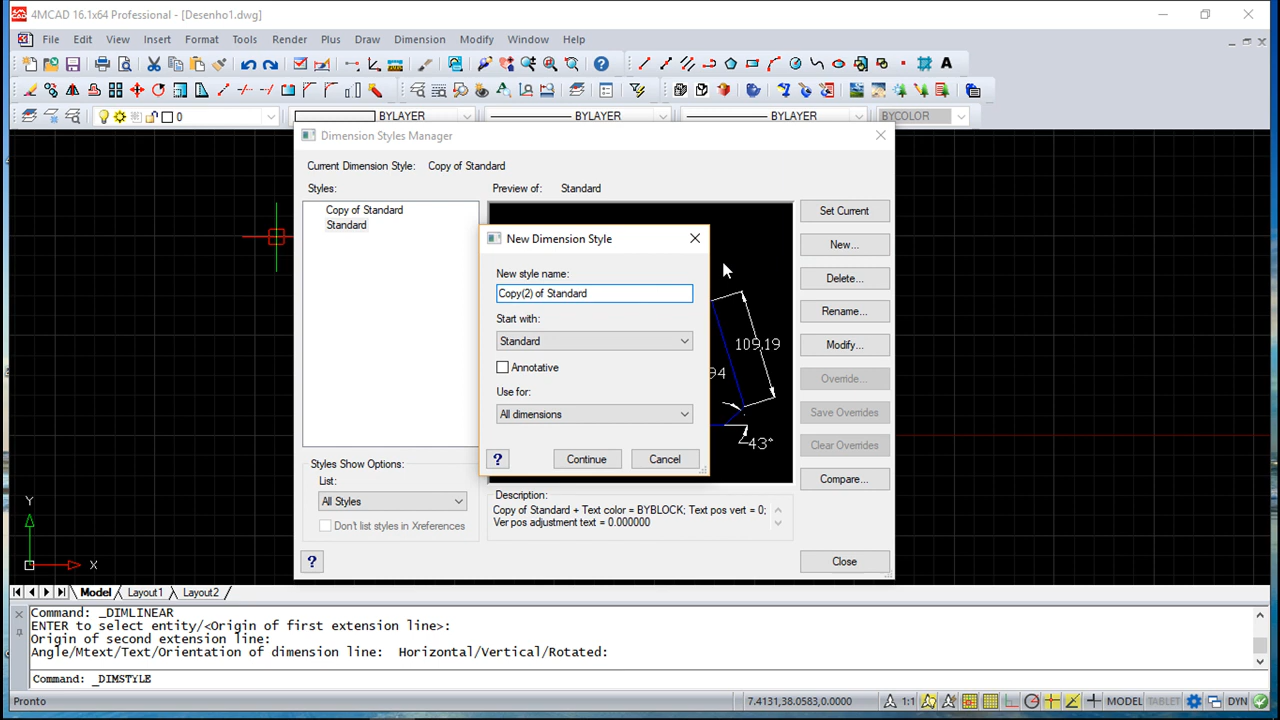 4MCAD 16.1x64 Professional - [Desenho1.dwg]
File Edit View Insert Format Tools Render Plus Draw Dimension Modify Window Help
0 BYLAYER BYLAYER BYLAYER BYCOLOR
Dimension Styles Manager
Current Dimension Style: Copy of Standard
Styles: Preview of: Standard
Copy of Standard
Standard
Set Current
New...
Delete...
Rename...
Modify...
Override...
Save Overrides
Clear Overrides
Compare...
New Dimension Style
New style name:
Copy(2) of Standard
Start with:
Standard
Annotative
Use for:
All dimensions
? Continue Cancel
109,19
94
43°
Styles Show Options:
List:
All Styles
Don't list styles in Xreferences
Description:
Copy of Standard + Text color = BYBLOCK; Text pos vert = 0;
Ver pos adjustment text = 0.000000
? Close
Y
X
Model Layout1 Layout2
Command: _DIMLINEAR
ENTER to select entity/<Origin of first extension line>:
Origin of second extension line:
Angle/Mtext/Text/Orientation of dimension line:  Horizontal/Vertical/Rotated:
Command: _DIMSTYLE
Pronto 7.4131,38.0583,0.0000 1:1 MODEL TABLET DYN